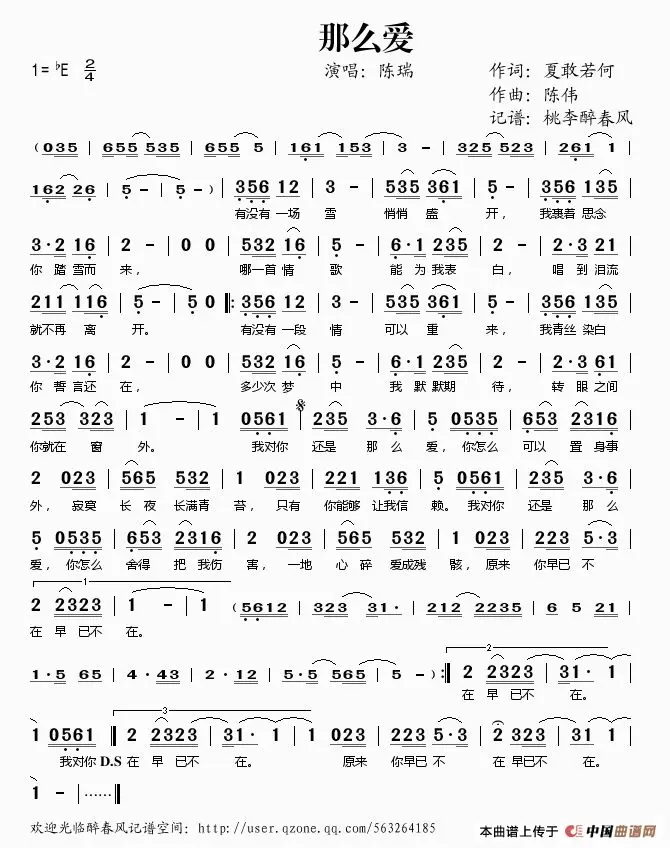 那么爱
1=♭E 2/4 演唱：陈瑞 作词：夏敢若何
作曲：陈伟
记谱：桃李醉春风
( 035 | 655 535 | 655 5 | 161 153 | 3 - | 325 523 | 261 1 |
162 26 | 5 - | 5 - ) | 356 12 | 3 - | 535 361 | 5 - | 356 135 |
有没有一场 雪 悄悄 盛 开， 我裹着 思念
3·2 16 | 2 - | 0 0 | 532 16 | 5 - | 6·1 235 | 2 - | 2·3 21 |
你 踏 雪而 来， 哪一首 情 歌 能 为 我表 白， 唱 到 泪流
211 116 | 5 - | 5 0 |: 356 12 | 3 - | 535 361 | 5 - | 356 135 |
就不再 离 开。 有没有一段 情 可以 重 来， 我青丝 染白
3·2 16 | 2 - | 0 0 | 532 16 | 5 - | 6·1 235 | 2 - | 2·3 61 |
你 誓 言还 在， 多少次 梦 中 我 默 默期 待， 转 眼 之间
253 323 | 1 - | 1 0561 | 235 3·6 | 5 0535 | 653 2316 |
你就在 窗 外。 我对你 还是 那 么 爱，你怎么 可以 置 身事
2 023 | 565 532 | 1 023 | 221 136 | 5 0561 | 235 3·6 |
外， 寂寞 长 夜 长满青 苔，只有 你能够 让我信 赖。我对你 还是 那 么
5 0535 | 653 2316 | 2 023 | 565 532 | 1 023 | 223 5·3 |
爱，你怎么 舍得 把 我伤 害，一地 心 碎 爱成残 骸，原来 你早已 不
1
2 2323 | 1 - | 1 (5612 | 323 31· | 212 2235 | 6 5 21 |
在 早 已不 在。
1·5 65 | 4·43 | 2·12 | 5·5 565 | 5 - ) :| 2 2323 | 31· 1 |
2
在 早 已不 在。
1 0561 || 2 2323 | 31· 1 | 1 023 | 223 5·3 | 2 2323 | 31· 1 |
3
我对你 D.S 在 早 已不 在。 原来 你早已 不 在 早已不 在。
1 - |……||
欢迎光临醉春风记谱空间：http://user.qzone.qq.com/563264185
本曲谱上传于 中国曲谱网